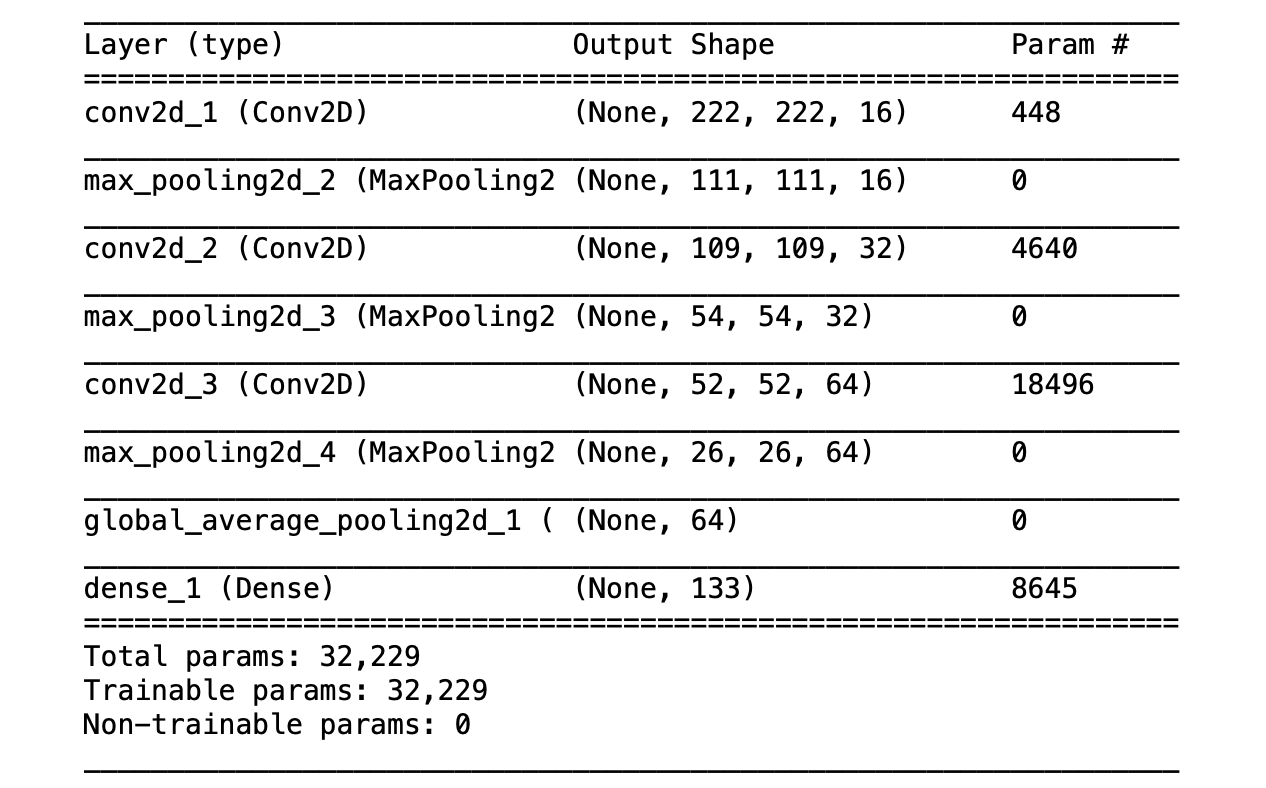 Layer (type) Output Shape Param #
=================================================================
conv2d_1 (Conv2D) (None, 222, 222, 16) 448
max_pooling2d_2 (MaxPooling2 (None, 111, 111, 16) 0
conv2d_2 (Conv2D) (None, 109, 109, 32) 4640
max_pooling2d_3 (MaxPooling2 (None, 54, 54, 32) 0
conv2d_3 (Conv2D) (None, 52, 52, 64) 18496
max_pooling2d_4 (MaxPooling2 (None, 26, 26, 64) 0
global_average_pooling2d_1 ( (None, 64) 0
dense_1 (Dense) (None, 133) 8645
=================================================================
Total params: 32,229
Trainable params: 32,229
Non-trainable params: 0